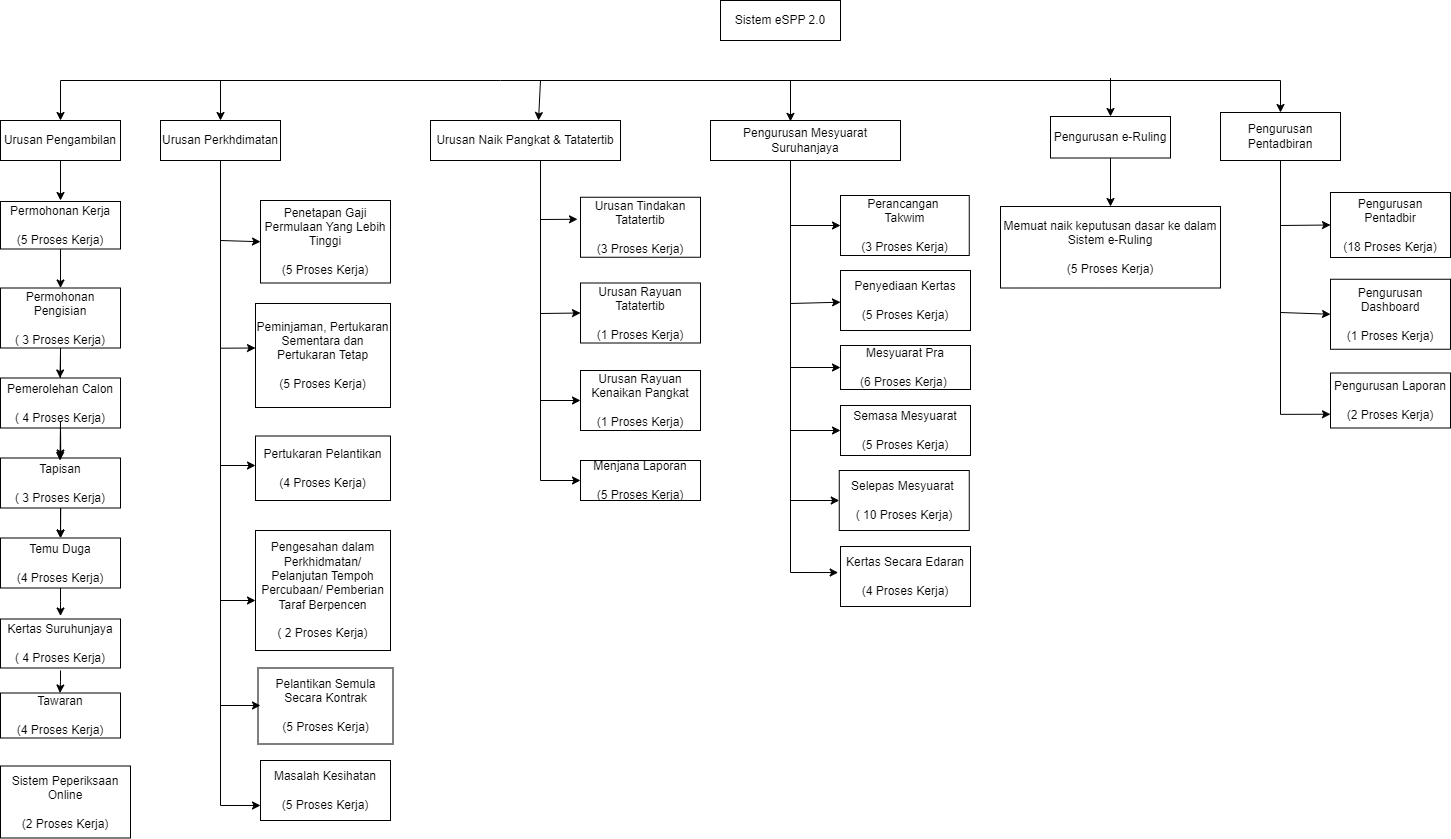 Sistem eSPP 2.0
Urusan Pengambilan
Permohonan Kerja
(5 Proses Kerja)
Permohonan
Pengisian
( 3 Proses Kerja)
Pemerolehan Calon
( 4 Proses Kerja)
Tapisan
( 3 Proses Kerja)
Temu Duga
(4 Proses Kerja)
Kertas Suruhunjaya
( 4 Proses Kerja)
Tawaran
(4 Proses Kerja)
Sistem Peperiksaan
Online
(2 Proses Kerja)
Urusan Perkhdimatan
Penetapan Gaji
Permulaan Yang Lebih
Tinggi
(5 Proses Kerja)
Peminjaman, Pertukaran
Sementara dan
Pertukaran Tetap
(5 Proses Kerja)
Pertukaran Pelantikan
(4 Proses Kerja)
Pengesahan dalam
Perkhidmatan/
Pelanjutan Tempoh
Percubaan/ Pemberian
Taraf Berpencen
( 2 Proses Kerja)
Pelantikan Semula
Secara Kontrak
(5 Proses Kerja)
Masalah Kesihatan
(5 Proses Kerja)
Urusan Naik Pangkat & Tatatertib
Urusan Tindakan
Tatatertib
(3 Proses Kerja)
Urusan Rayuan
Tatatertib
(1 Proses Kerja)
Urusan Rayuan
Kenaikan Pangkat
(1 Proses Kerja)
Menjana Laporan
(5 Proses Kerja)
Pengurusan Mesyuarat
Suruhanjaya
Perancangan
Takwim
(3 Proses Kerja)
Penyediaan Kertas
(5 Proses Kerja)
Mesyuarat Pra
(6 Proses Kerja)
Semasa Mesyuarat
(5 Proses Kerja)
Selepas Mesyuarat
( 10 Proses Kerja)
Kertas Secara Edaran
(4 Proses Kerja)
Pengurusan e-Ruling
Memuat naik keputusan dasar ke dalam
Sistem e-Ruling
(5 Proses Kerja)
Pengurusan
Pentadbiran
Pengurusan
Pentadbir
(18 Proses Kerja)
Pengurusan
Dashboard
(1 Proses Kerja)
Pengurusan Laporan
(2 Proses Kerja)